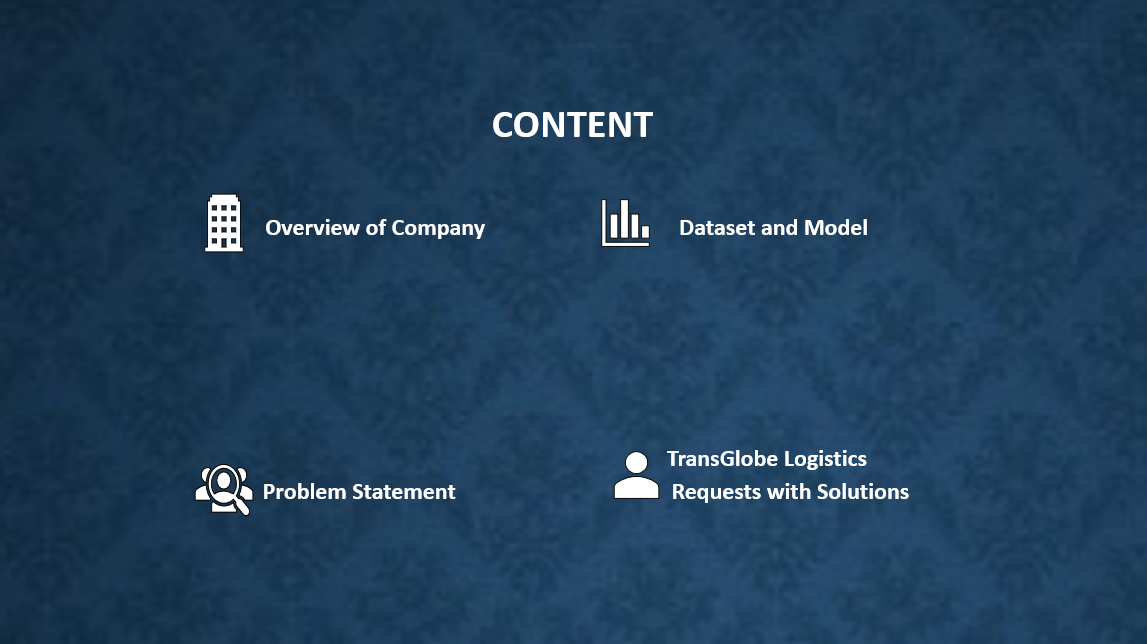 CONTENT
Overview of Company
Dataset and Model
Problem Statement
TransGlobe Logistics
Requests with Solutions